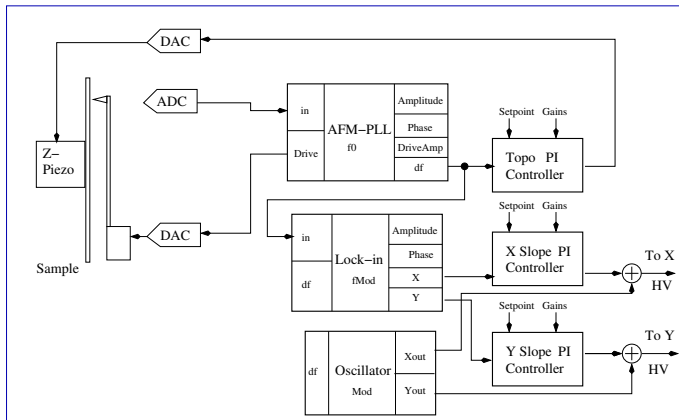 DAC
ADC
Z-
Piezo
DAC
Sample
in
Drive
AFM-PLL
f0
Amplitude
Phase
DriveAmp
df
Setpoint Gains
Topo PI
Controller
in
df
Lock-in
fMod
Amplitude
Phase
X
Y
Setpoint Gains
X Slope PI
Controller
To X
HV
df
Oscillator
Mod
Xout
Yout
Setpoint Gains
Y Slope PI
Controller
To Y
HV